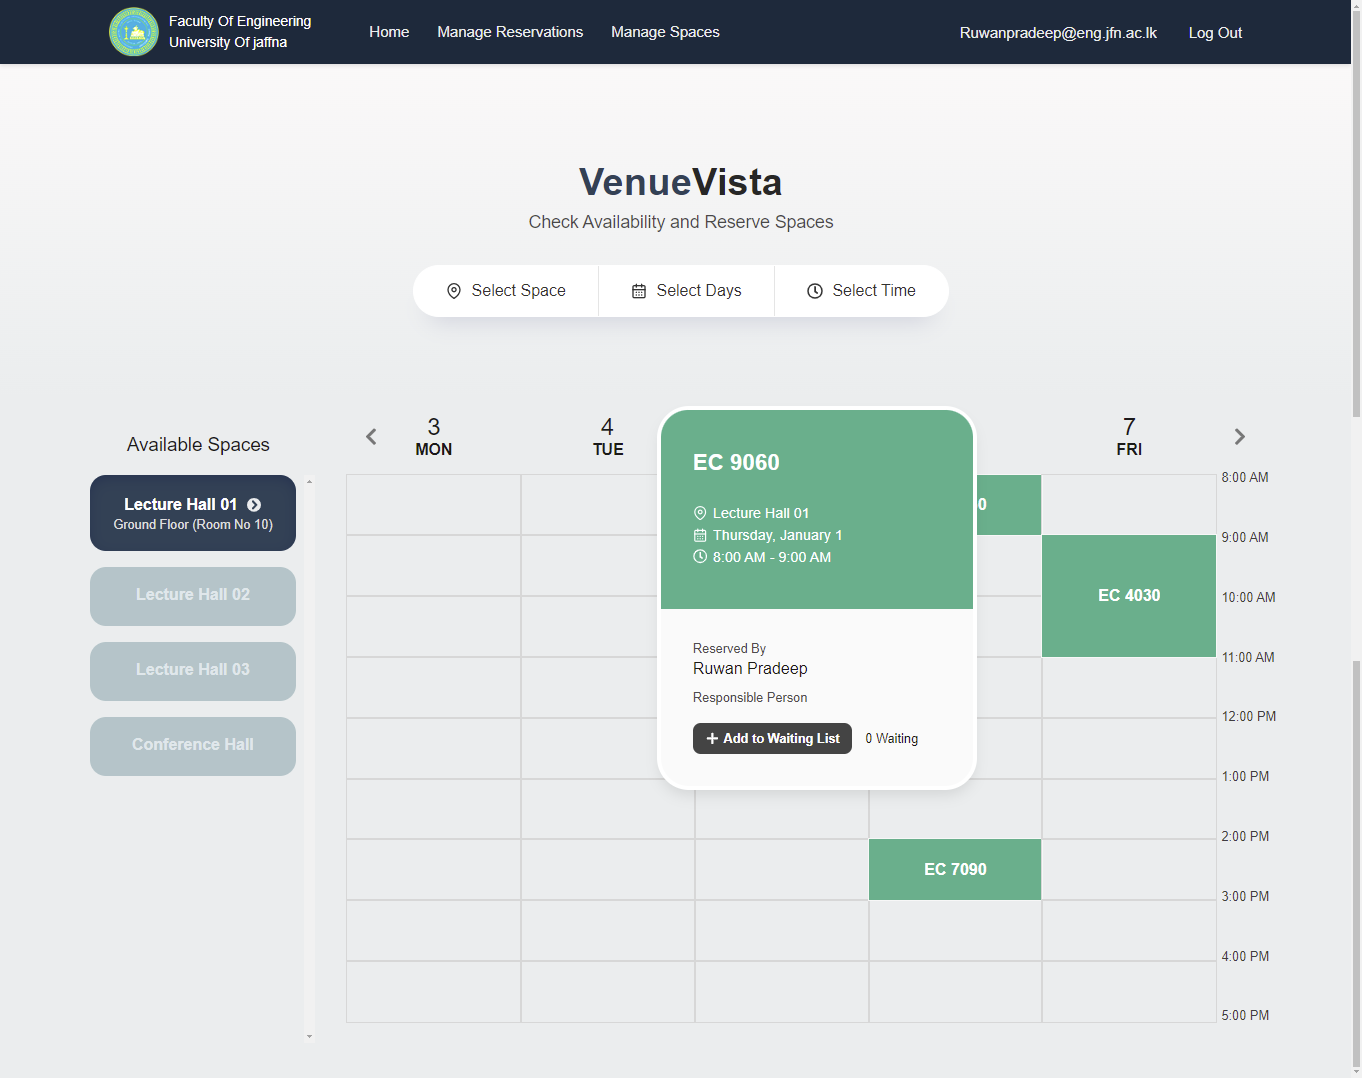 Faculty Of Engineering
University Of jaffna
Home
Manage Reservations
Manage Spaces
Ruwanpradeep@eng.jfn.ac.lk
Log Out
VenueVista
Check Availability and Reserve Spaces
Select Space
Select Days
Select Time
Available Spaces
Lecture Hall 01
Ground Floor (Room No 10)
Lecture Hall 02
Lecture Hall 03
Conference Hall
3
MON
4
TUE
7
FRI
EC 9060
Lecture Hall 01
Thursday, January 1
8:00 AM - 9:00 AM
Reserved By
Ruwan Pradeep
Responsible Person
Add to Waiting List
0 Waiting
0
EC 4030
EC 7090
8:00 AM
9:00 AM
10:00 AM
11:00 AM
12:00 PM
1:00 PM
2:00 PM
3:00 PM
4:00 PM
5:00 PM